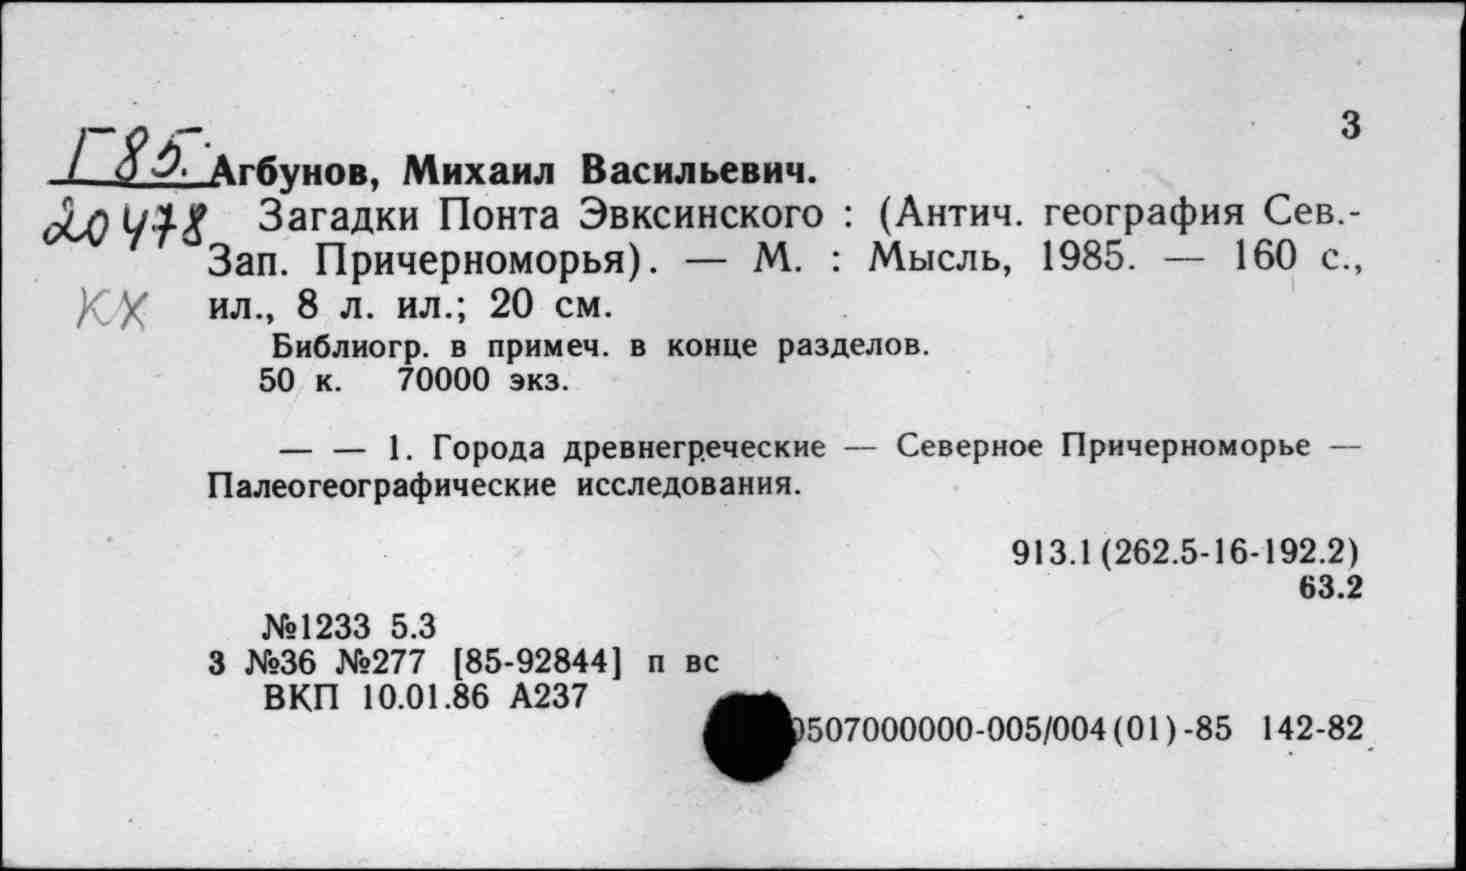 3
Г85.
Агбунов, Михаил Васильевич.
20478
Загадки Понта Эвксинского : (Антич. география Сев.-
Зап. Причерноморья). — М. : Мысль, 1985. — 160 с.,
КХ
ил., 8 л. ил.; 20 см.
Библиогр. в примеч. в конце разделов.
50 к. 70000 экз.
— — 1. Города древнегреческие — Северное Причерноморье —
Палеогеографические исследования.
913.1(262.5-16-192.2)
63.2
№1233 5.3
3 №36 №277 [85-92844] п вс
ВКП 10.01.86 А237
0507000000-005/004(01)-85 142-82